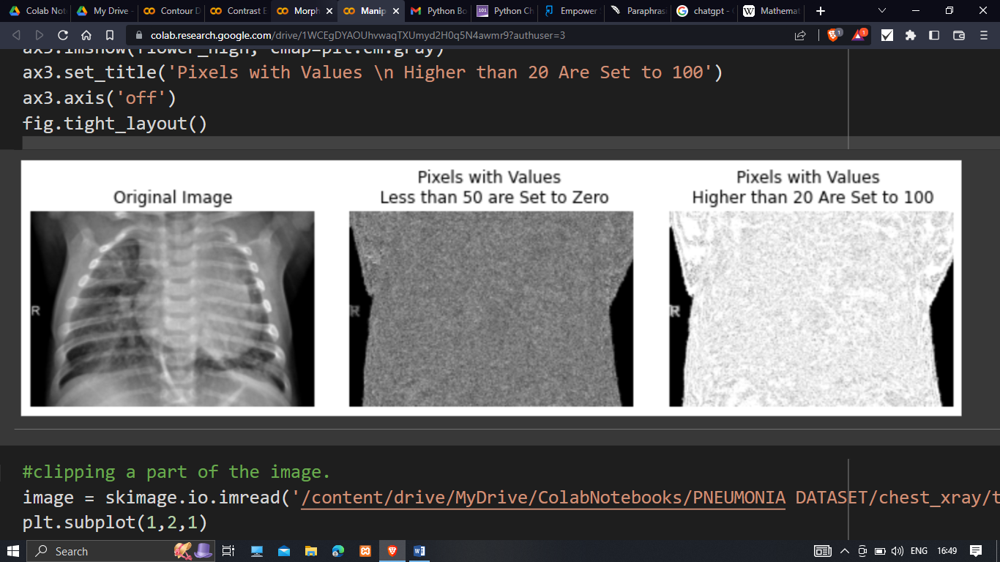 Colab Not
My Drive -
Contour D
Contrast E
Morph
Manip
Python Bo
Python Ch
Empower
Paraphras
chatgpt -
Mathemat
colab.research.google.com/drive/1WCEgDYAOUhvwaqTXUmyd2H0q5N4awmr9?authuser=3
ax3.imshow(flower_high, cmap=plt.cm.gray)
ax3.set_title('Pixels with Values \n Higher than 20 Are Set to 100')
ax3.axis('off')
fig.tight_layout()
Original Image
Pixels with Values
Less than 50 are Set to Zero
Pixels with Values
Higher than 20 Are Set to 100
R
R
R
#clipping a part of the image.
image = skimage.io.imread('/content/drive/MyDrive/ColabNotebooks/PNEUMONIA DATASET/chest_xray/t
plt.subplot(1,2,1)
Search
ENG
16:49